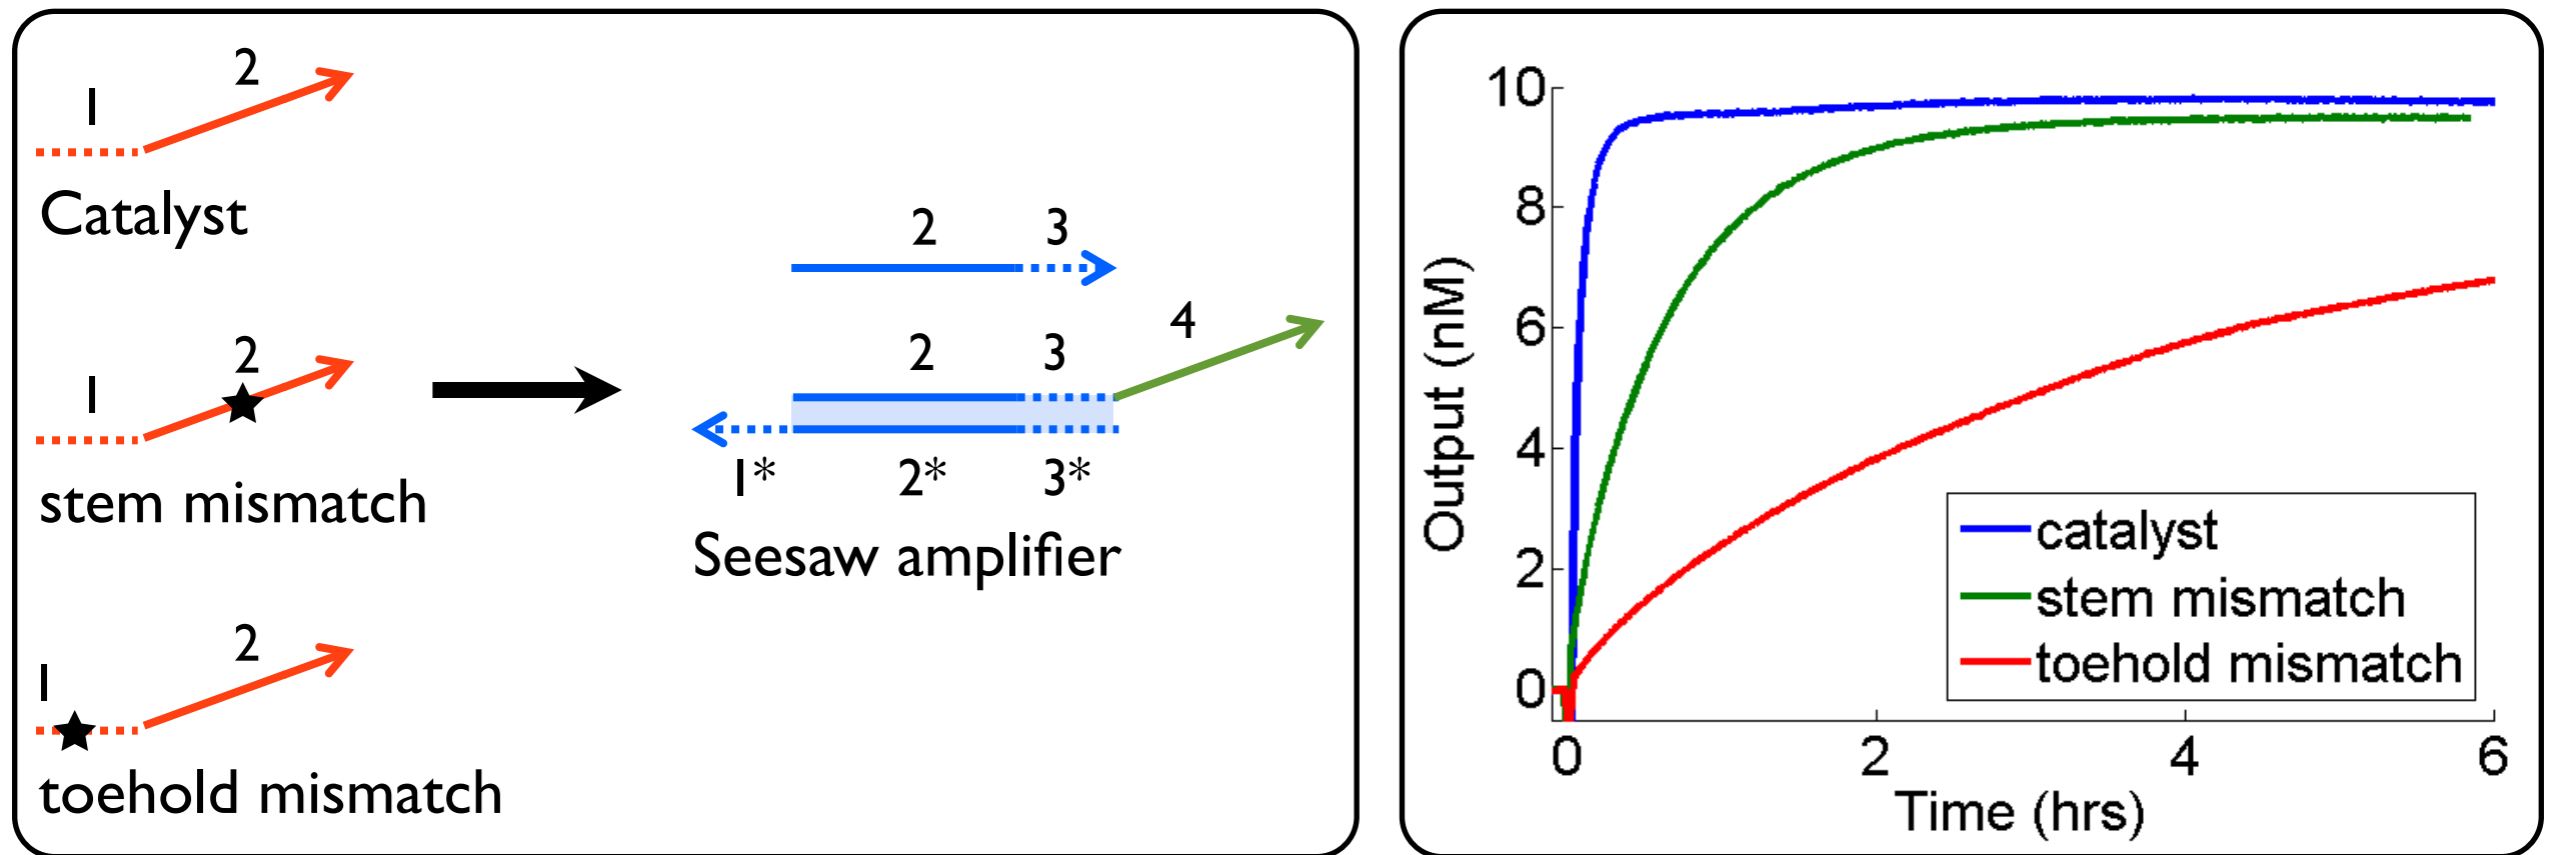 1 2
Catalyst
1 2
stem mismatch
1 2
toehold mismatch
2 3
2 3 4
1* 2* 3*
Seesaw amplifier
Output (nM)
10
8
6
4
2
0
0 2 4 6
Time (hrs)
catalyst
stem mismatch
toehold mismatch